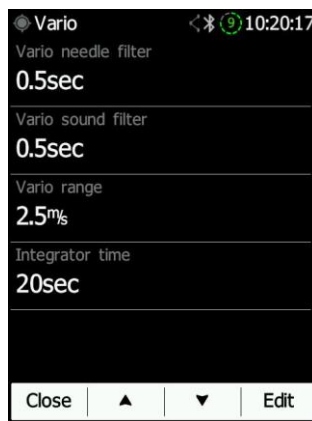 Vario 9 10:20:17
Vario needle filter
0.5sec
Vario sound filter
0.5sec
Vario range
2.5m/s
Integrator time
20sec
Close Edit